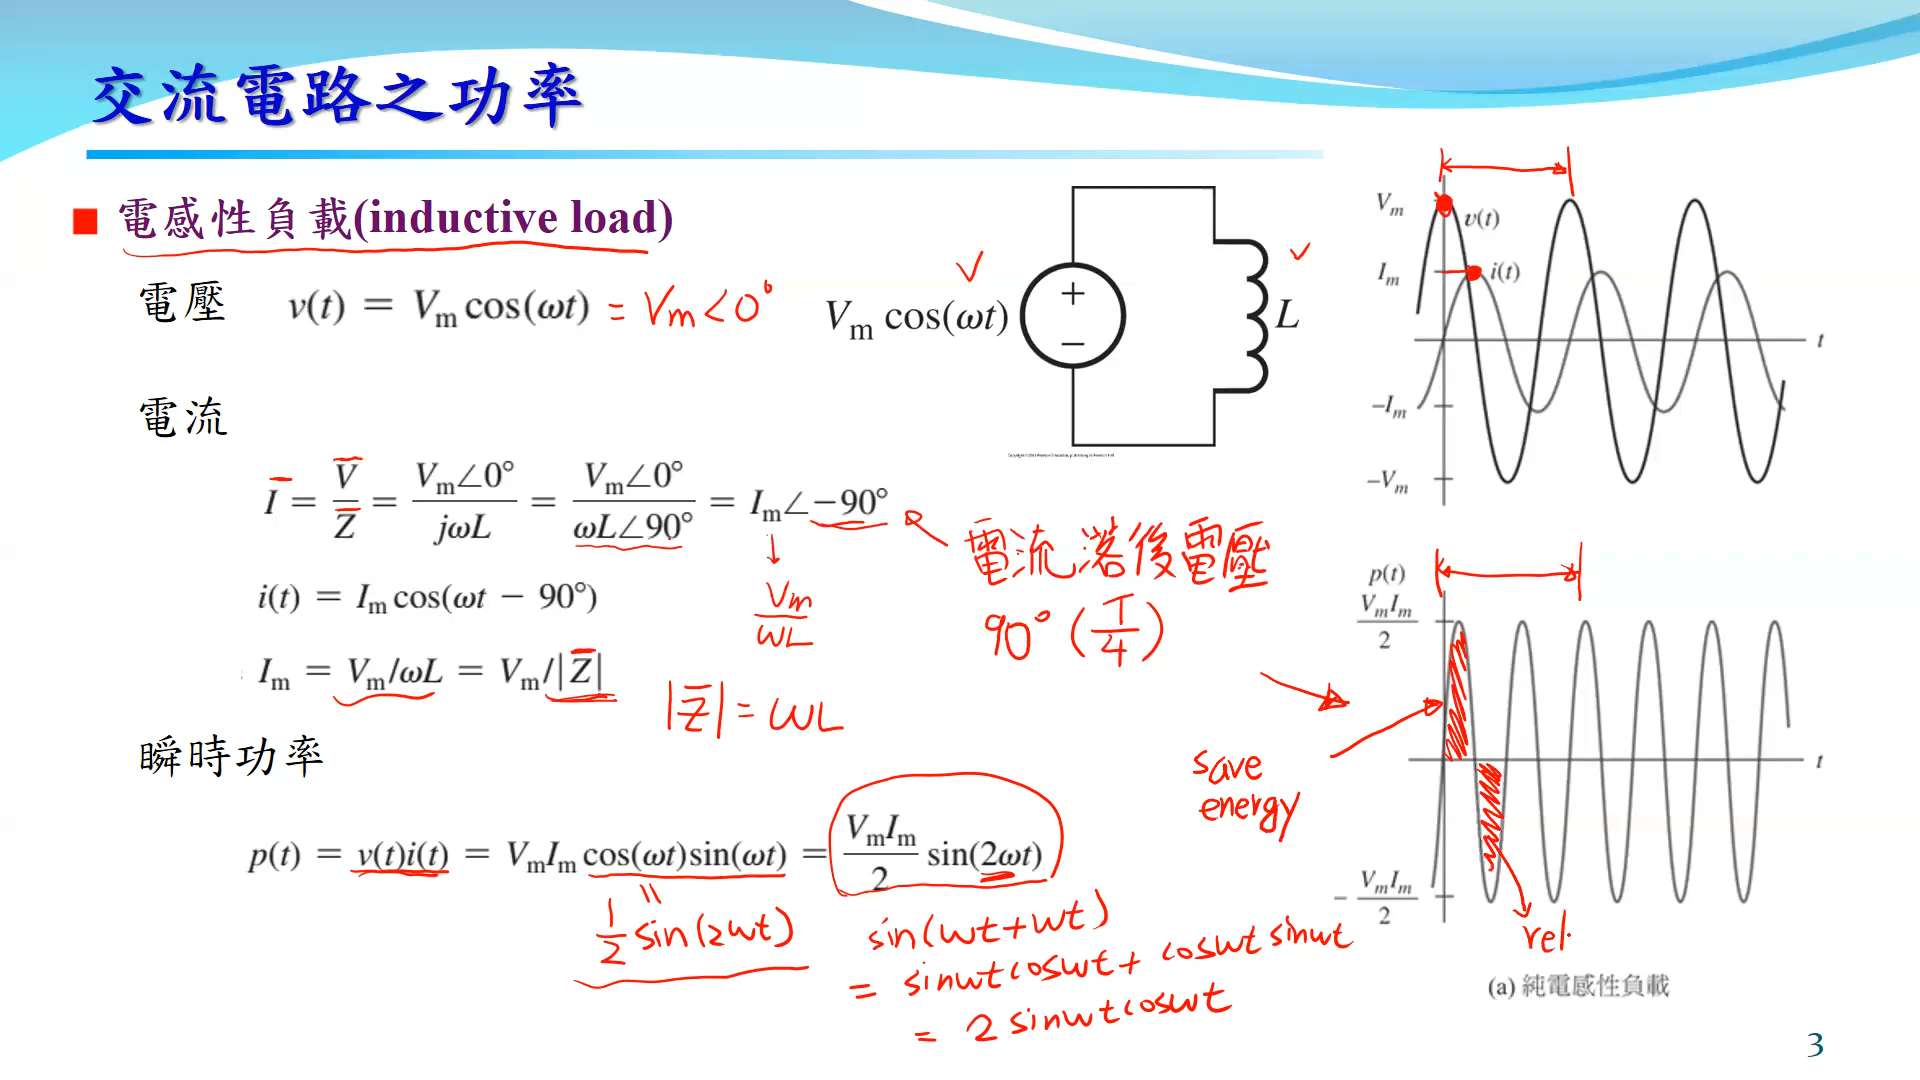 交流電路之功率
電感性負載(inductive load)
電壓 v(t) = Vm cos(ωt) = Vm∠0°
Vm cos(ωt)
+
−
L
電流
I = V/Z = Vm∠0°/jωL = Vm∠0°/ωL∠90° = Im∠−90°
Vm/ωL
電流落後電壓
90° (T/4)
i(t) = Im cos(ωt − 90°)
Im = Vm/ωL = Vm/|Z|
|Z| = ωL
瞬時功率
p(t) = v(t)i(t) = VmIm cos(ωt)sin(ωt) = VmIm/2 sin(2ωt)
1/2 sin(2ωt)
sin(ωt+ωt)
= sinωt cosωt + cosωt sinωt
= 2 sinωt cosωt
Vm
v(t)
Im
i(t)
t
−Im
−Vm
p(t)
VmIm/2
save
energy
t
− VmIm/2
rel
(a) 純電感性負載
3